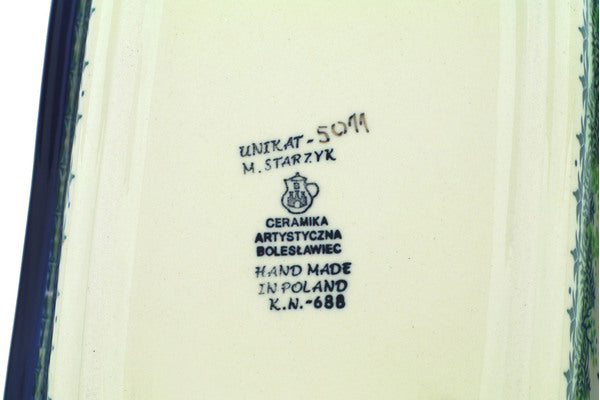 UNIKAT-5011
M. STARZYK
CERAMIKA
ARTYSTYCZNA
BOLESŁAWIEC
HAND MADE
IN POLAND
K.N.-688